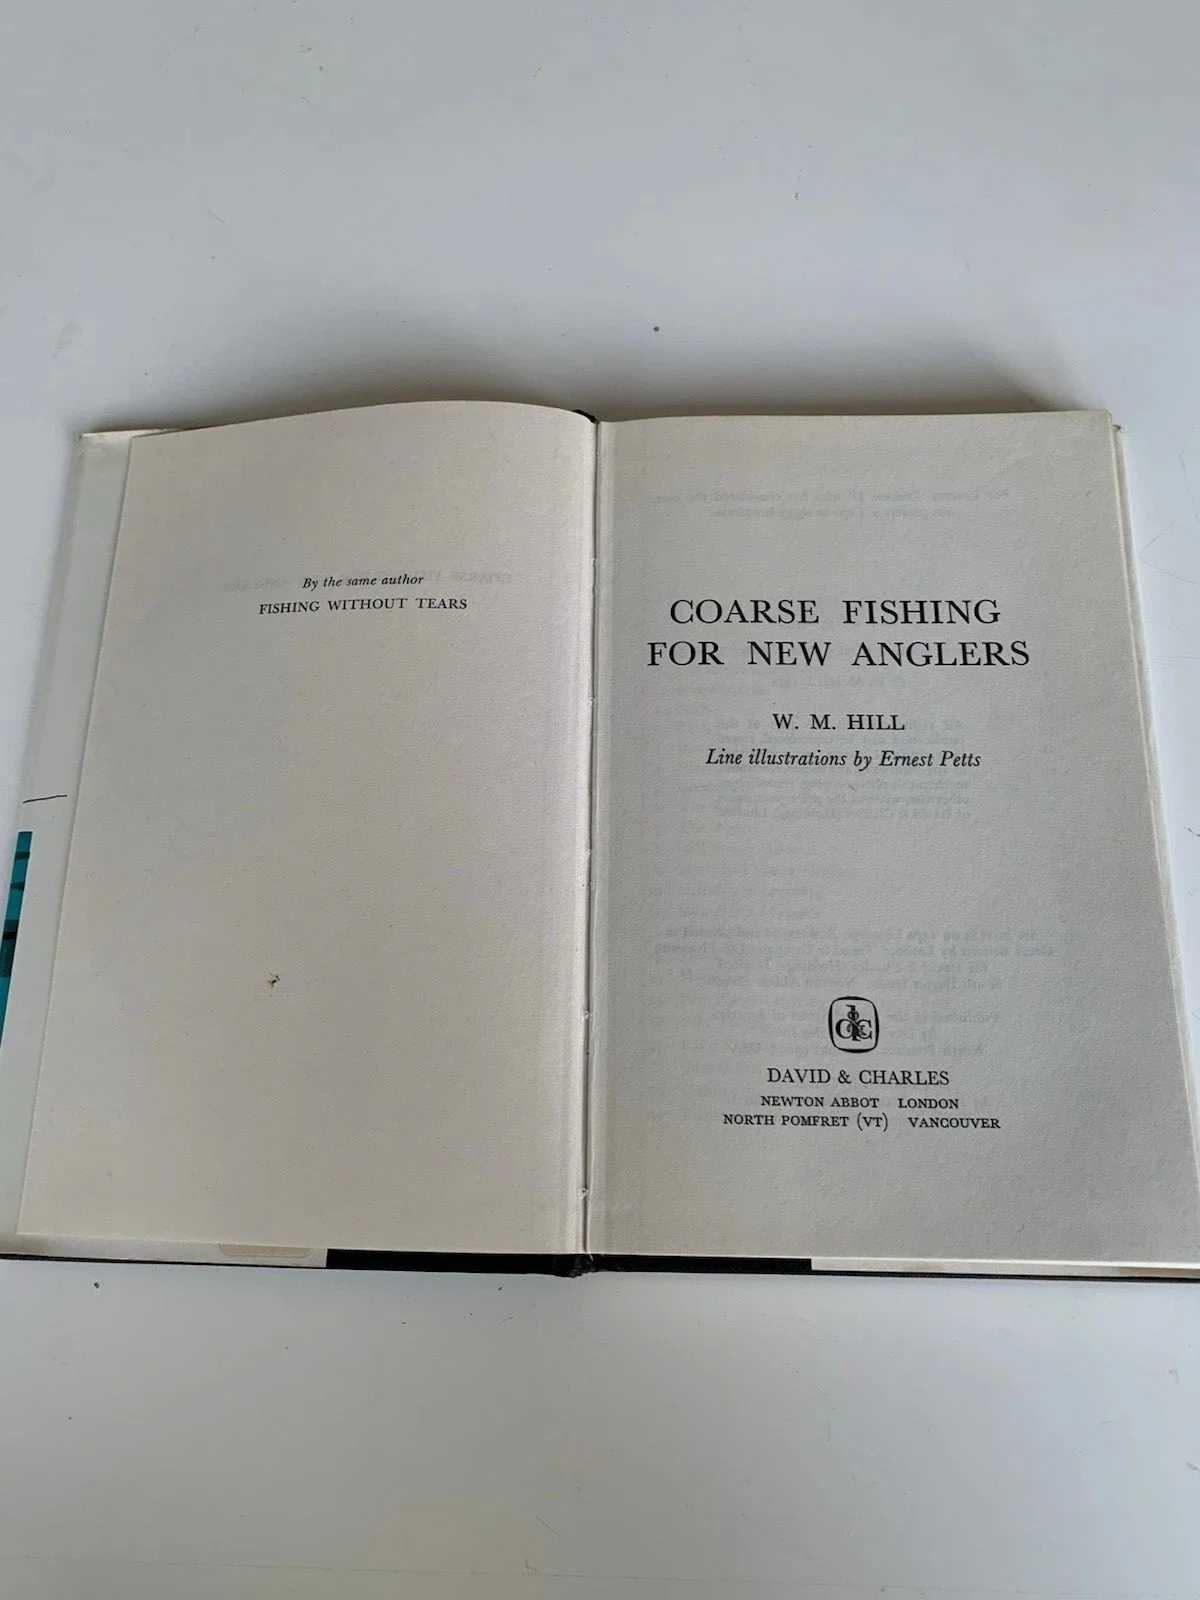 By the same author
FISHING WITHOUT TEARS
COARSE FISHING
FOR NEW ANGLERS
W. M. HILL
Line illustrations by Ernest Petts
DAVID & CHARLES
NEWTON ABBOT LONDON
NORTH POMFRET (VT) VANCOUVER